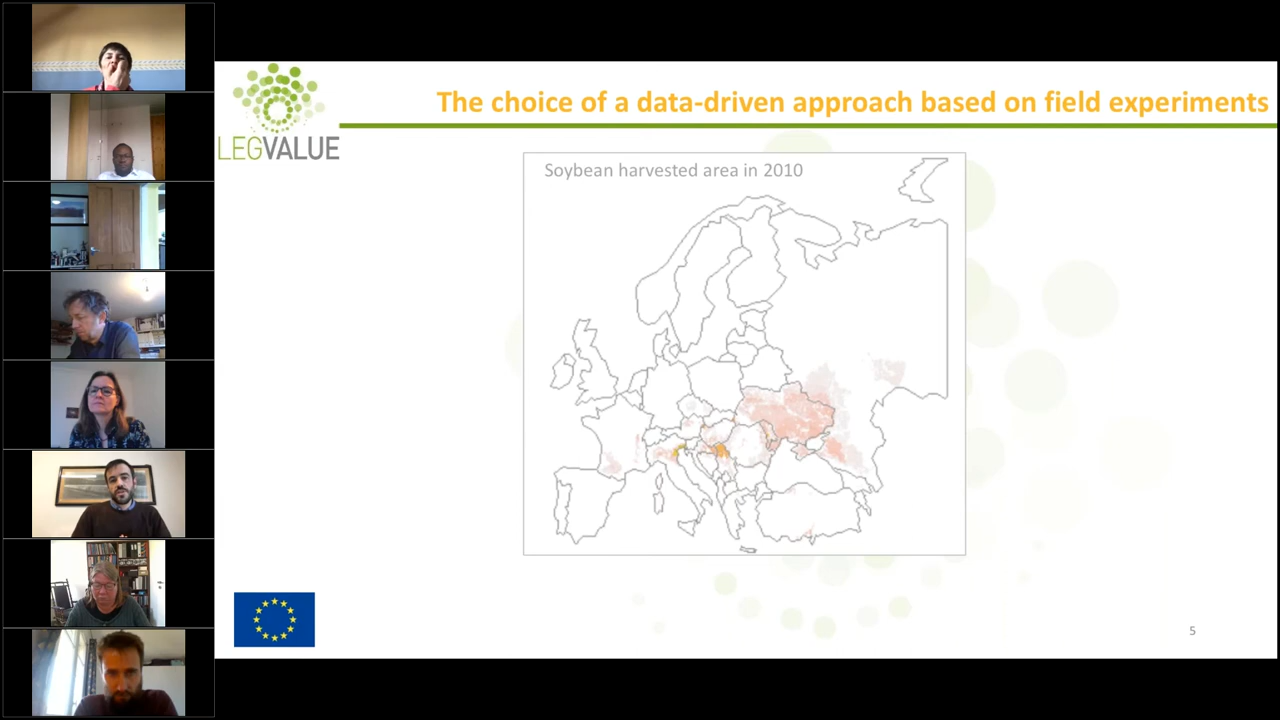 LEGVALUE
The choice of a data-driven approach based on field experiments
Soybean harvested area in 2010
5